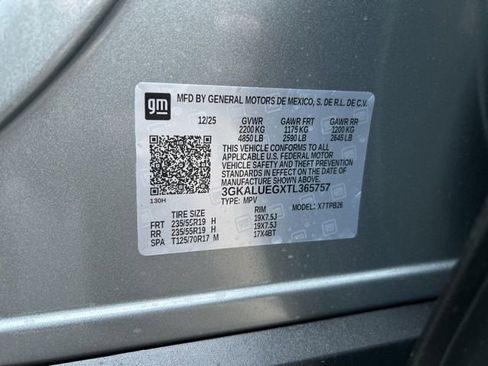 gm MFD BY GENERAL MOTORS DE MEXICO, S. DE R.L. DE C.V.
12/25 GVWR GAWR FRT GAWR RR
2200 KG 1175 KG 1200 KG
4850 LB 2590 LB 2645 LB
THIS VEHICLE CONFORMS TO ALL
APPLICABLE U.S. FEDERAL MOTOR
VEHICLE SAFETY AND THEFT PREVENTION
STANDARDS IN EFFECT ON THE DATE OF
MANUFACTURE SHOWN ABOVE.
3GKALUEGXTL365757
130H TYPE: MPV MODEL: X7TPB26
TIRE SIZE RIM
FRT 235/55R19 H 19X7.5J
RR 235/55R19 H 19X7.5J
SPA T125/70R17 M 17X4BT